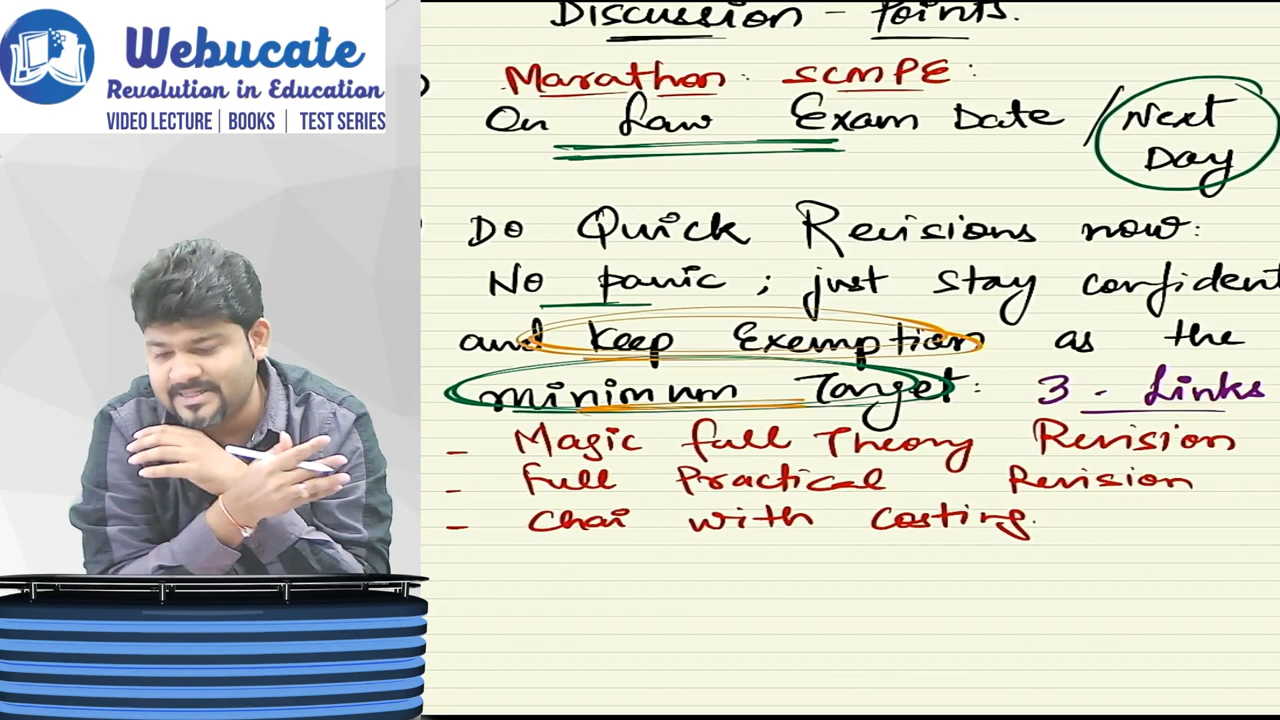 Webucate
Revolution in Education
VIDEO LECTURE | BOOKS | TEST SERIES
Discussion - Points.
Marathon: SCMPE:
On Law Exam Date / Next Day
Do Quick Revisions now:
No panic ; just stay confident
and keep Exemption as the
minimum Target: 3 - Links
- Magic full Theory Revision
- Full Practical Revision
- Chai with Costing.